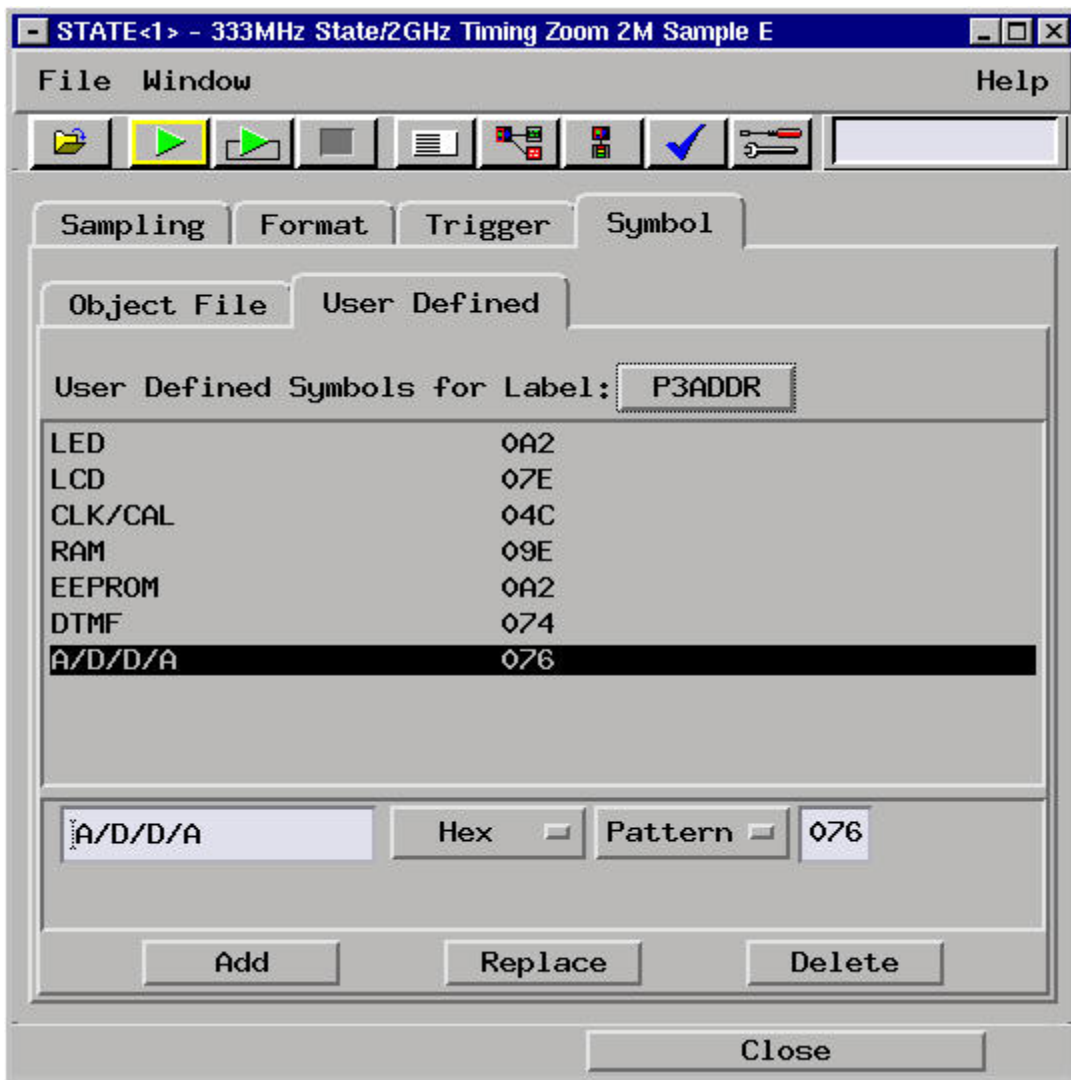 STATE<1> - 333MHz State/2GHz Timing Zoom 2M Sample E
File Window Help
Sampling Format Trigger Symbol
Object File User Defined
User Defined Symbols for Label: P3ADDR
LED 0A2
LCD 07E
CLK/CAL 04C
RAM 09E
EEPROM 0A2
DTMF 074
A/D/D/A 076
A/D/D/A Hex Pattern 076
Add Replace Delete
Close